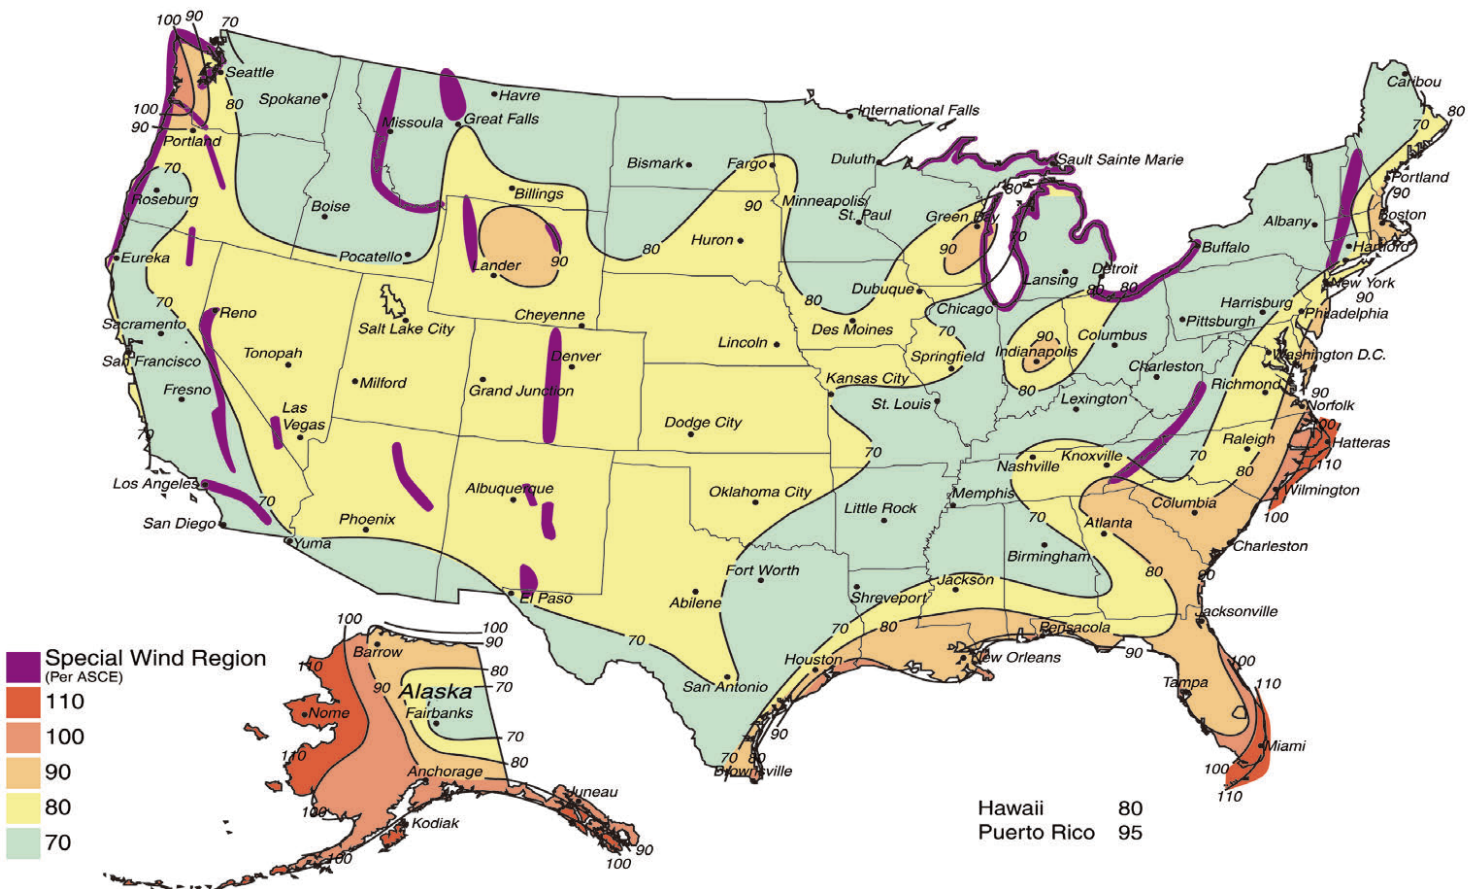 100 90 70
Seattle
Spokane
80
100
90
Portland
70
Roseburg
Boise
Eureka
Pocatello
Missoula
Great Falls
Havre
Billings
90
Lander
Cheyenne
Bismark
Fargo
90
Huron
80
International Falls
Duluth
Minneapolis
St. Paul
Sault Sainte Marie
80
Green Bay
90
70
Lansing
Detroit
80 80
Buffalo
Albany
Caribou
80
70
Portland
90
Boston
Hartford
New York
90
Harrisburg
Philadelphia
Pittsburgh
Washington D.C.
90
Norfolk
Richmond
Charleston
Columbus
90
Indianapolis
80
Chicago
70
Springfield
Dubuque
80
Des Moines
Lincoln
Kansas City
St. Louis
Lexington
70
Sacramento
San Francisco
Fresno
70
Reno
Tonopah
Las
Vegas
Salt Lake City
Milford
Grand Junction
Denver
Dodge City
70
Nashville
Knoxville
70
Raleigh
80
100
Hatteras
110
Wilmington
100
Los Angeles
70
San Diego
Yuma
Phoenix
Albuquerque
Oklahoma City
Little Rock
Memphis
70
Birmingham
Atlanta
Columbia
Charleston
80
90
Fort Worth
Abilene
El Paso
70
Shreveport
Jackson
70
80
Pensacola
90
Jacksonville
Houston
New Orleans
San Antonio
90
70 80
Brownsville
Tampa
100
110
Miami
100
110
100
100
90
Barrow
110
80
90
Alaska
70
Nome
Fairbanks
110
70
80
Anchorage
100
Juneau
Kodiak
100
90
100
Special Wind Region
(Per ASCE)
110
100
90
80
70
Hawaii 80
Puerto Rico 95